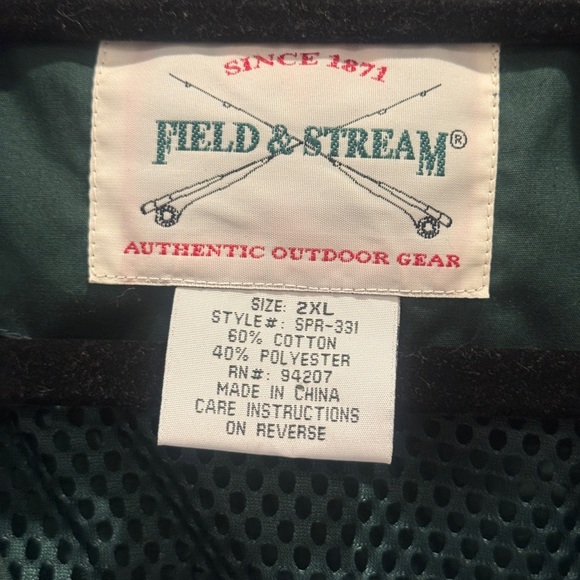 SINCE 1871
FIELD & STREAM®
AUTHENTIC OUTDOOR GEAR
SIZE: 2XL
STYLE#: SPR-331
60% COTTON
40% POLYESTER
RN#: 94207
MADE IN CHINA
CARE INSTRUCTIONS
ON REVERSE